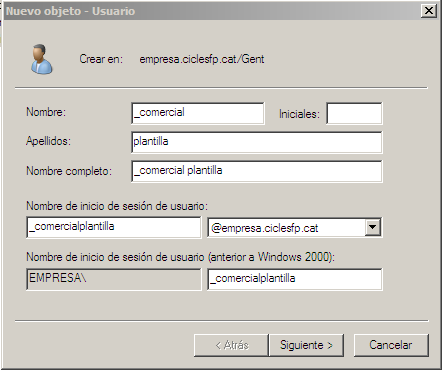 Nuevo objeto - Usuario
Crear en: empresa.ciclesfp.cat/Gent
Nombre: _comercial Iniciales:
Apellidos: plantilla
Nombre completo: _comercial plantilla
Nombre de inicio de sesión de usuario:
_comercialplantilla @empresa.ciclesfp.cat
Nombre de inicio de sesión de usuario (anterior a Windows 2000):
EMPRESA\ _comercialplantilla
< Atrás Siguiente > Cancelar